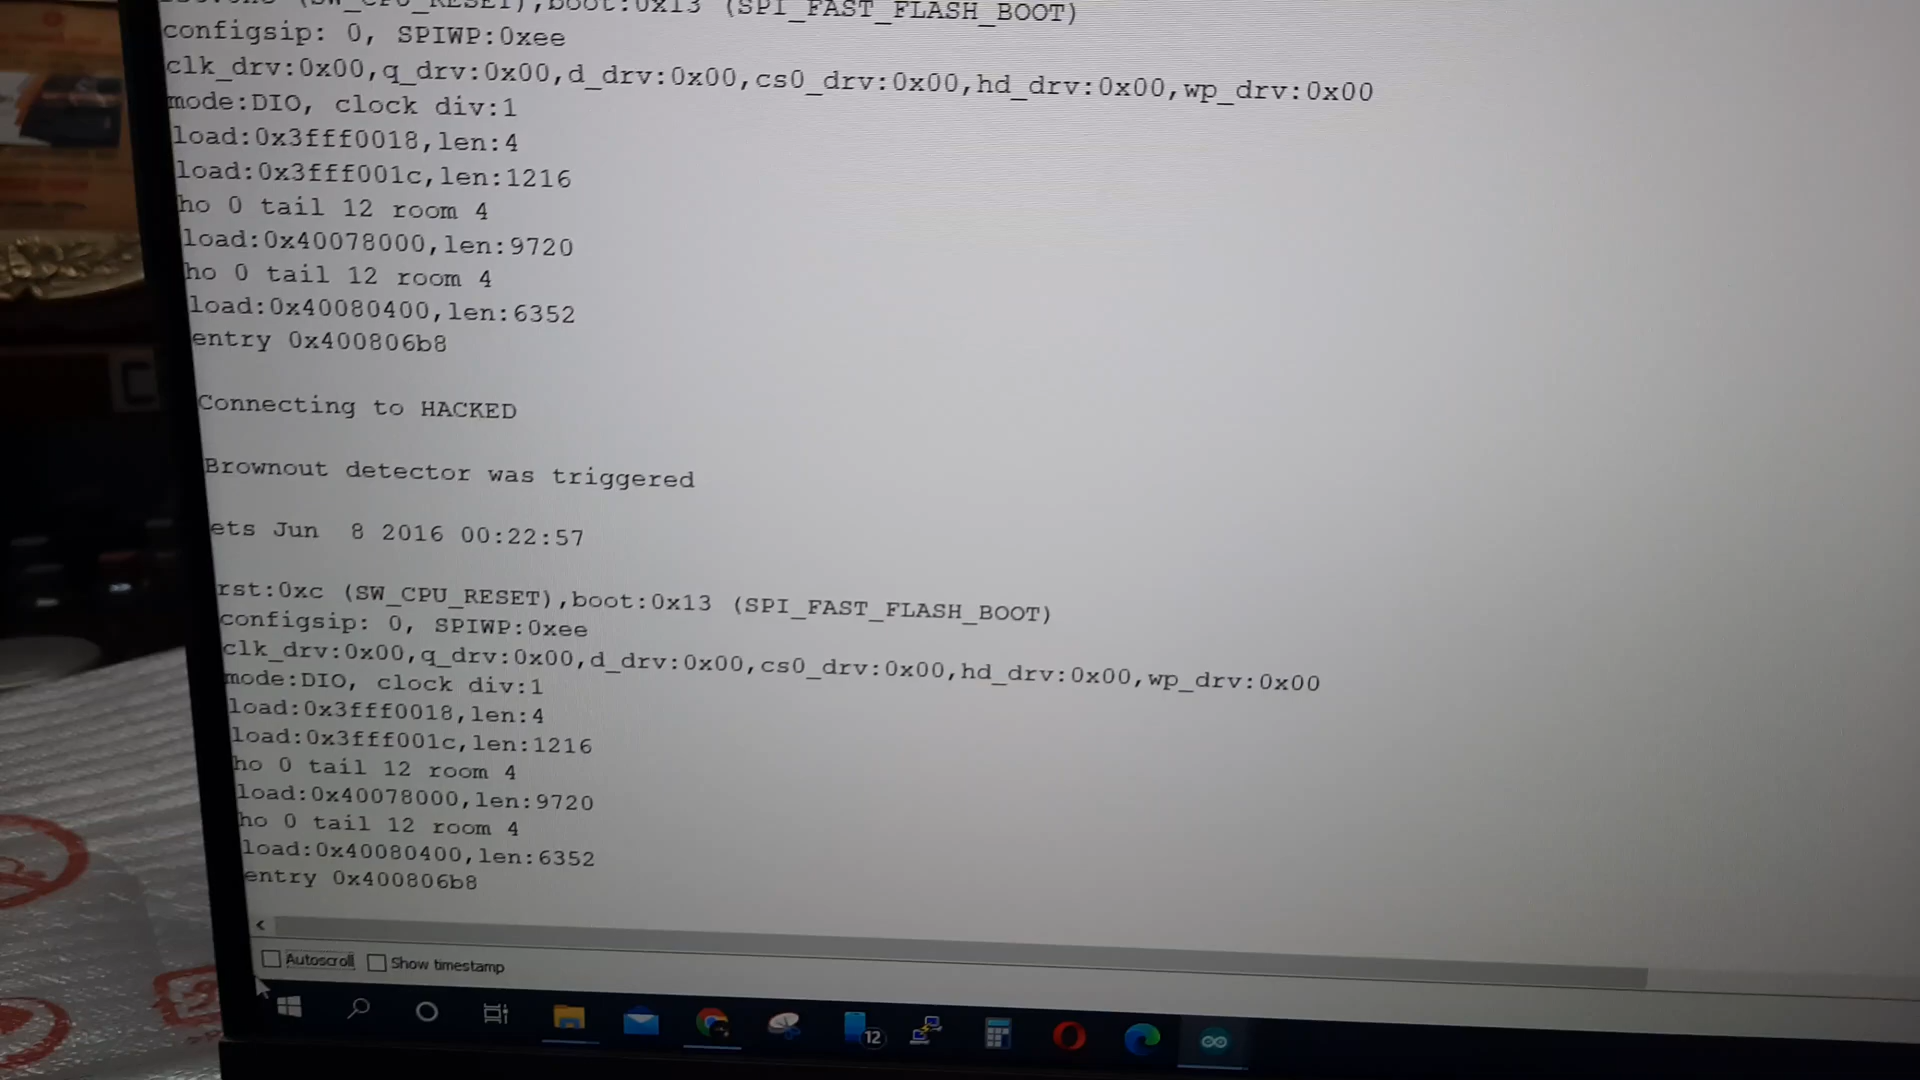 (SW_CPU_RESET),boot:0x13 (SPI_FAST_FLASH_BOOT)
configsip: 0, SPIWP:0xee
clk_drv:0x00,q_drv:0x00,d_drv:0x00,cs0_drv:0x00,hd_drv:0x00,wp_drv:0x00
mode:DIO, clock div:1
load:0x3fff0018,len:4
load:0x3fff001c,len:1216
ho 0 tail 12 room 4
load:0x40078000,len:9720
ho 0 tail 12 room 4
load:0x40080400,len:6352
entry 0x400806b8
Connecting to HACKED
Brownout detector was triggered
ets Jun  8 2016 00:22:57
rst:0xc (SW_CPU_RESET),boot:0x13 (SPI_FAST_FLASH_BOOT)
configsip: 0, SPIWP:0xee
clk_drv:0x00,q_drv:0x00,d_drv:0x00,cs0_drv:0x00,hd_drv:0x00,wp_drv:0x00
mode:DIO, clock div:1
load:0x3fff0018,len:4
load:0x3fff001c,len:1216
ho 0 tail 12 room 4
load:0x40078000,len:9720
ho 0 tail 12 room 4
load:0x40080400,len:6352
entry 0x400806b8
Autoscroll Show timestamp
12